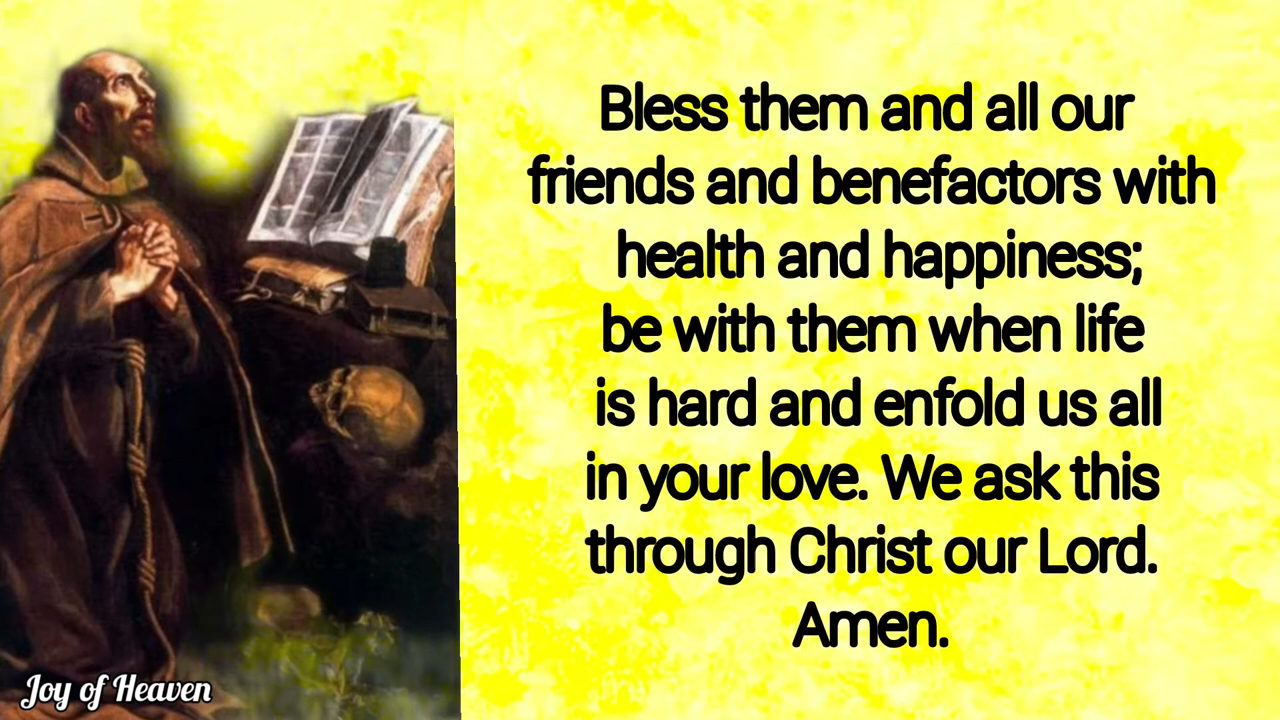 Bless them and all our
friends and benefactors with
health and happiness;
be with them when life
is hard and enfold us all
in your love. We ask this
through Christ our Lord.
Amen.
Joy of Heaven